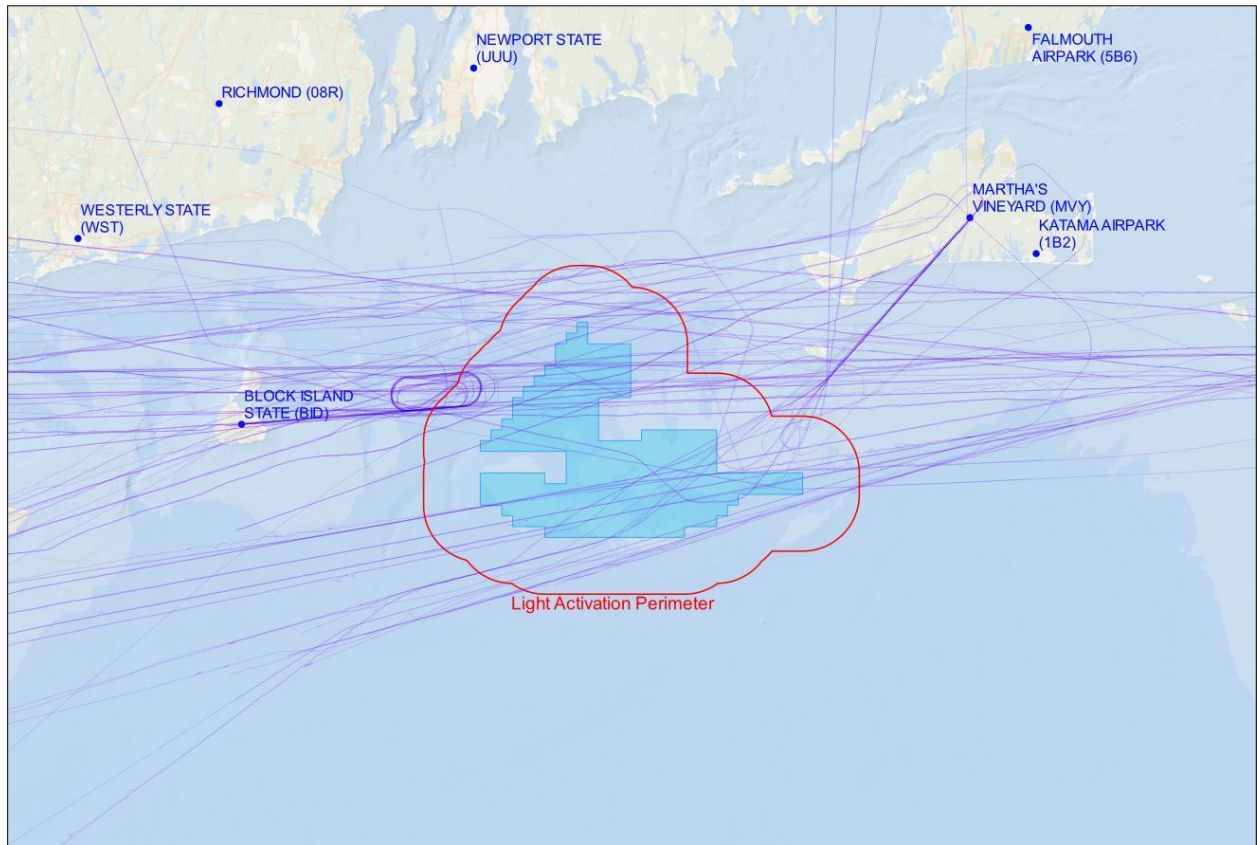 NEWPORT STATE
(UUU)
FALMOUTH
AIRPARK (5B6)
RICHMOND (08R)
WESTERLY STATE
(WST)
MARTHA'S
VINEYARD (MVY)
KATAMA AIRPARK
(1B2)
BLOCK ISLAND
STATE (BID)
Light Activation Perimeter